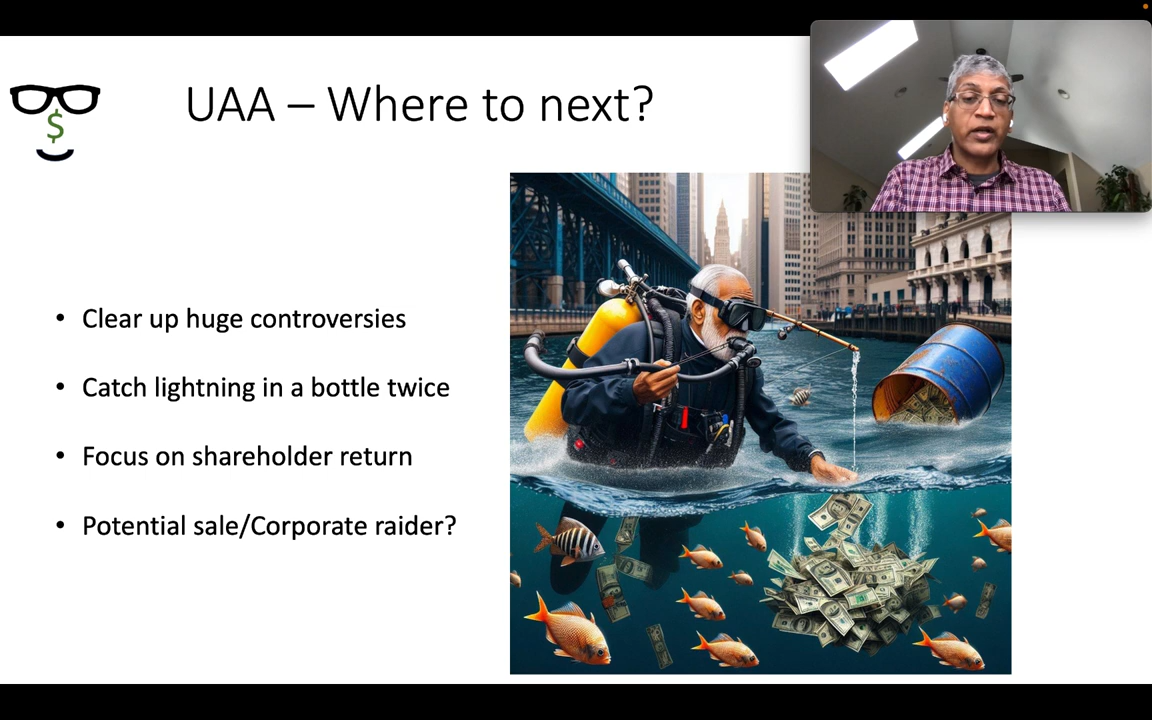 $
UAA – Where to next?
• Clear up huge controversies
• Catch lightning in a bottle twice
• Focus on shareholder return
• Potential sale/Corporate raider?